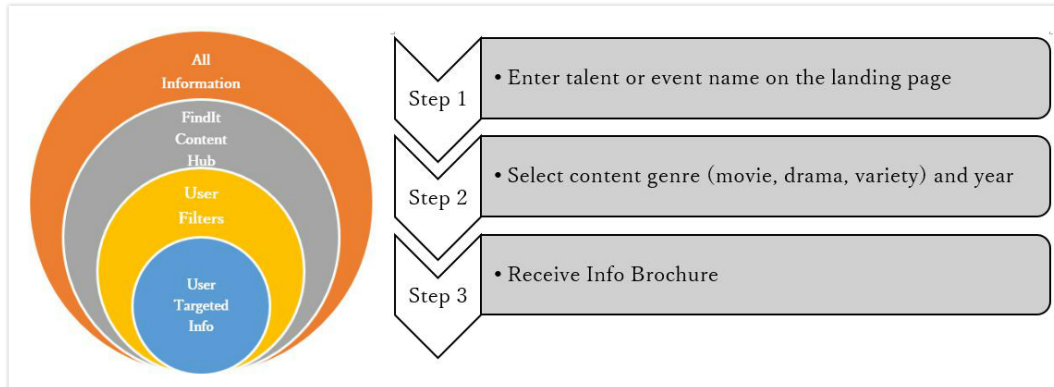 All
Information
FindIt
Content
Hub
User
Filters
User
Targeted
Info
Step 1
• Enter talent or event name on the landing page
Step 2
• Select content genre (movie, drama, variety) and year
Step 3
• Receive Info Brochure